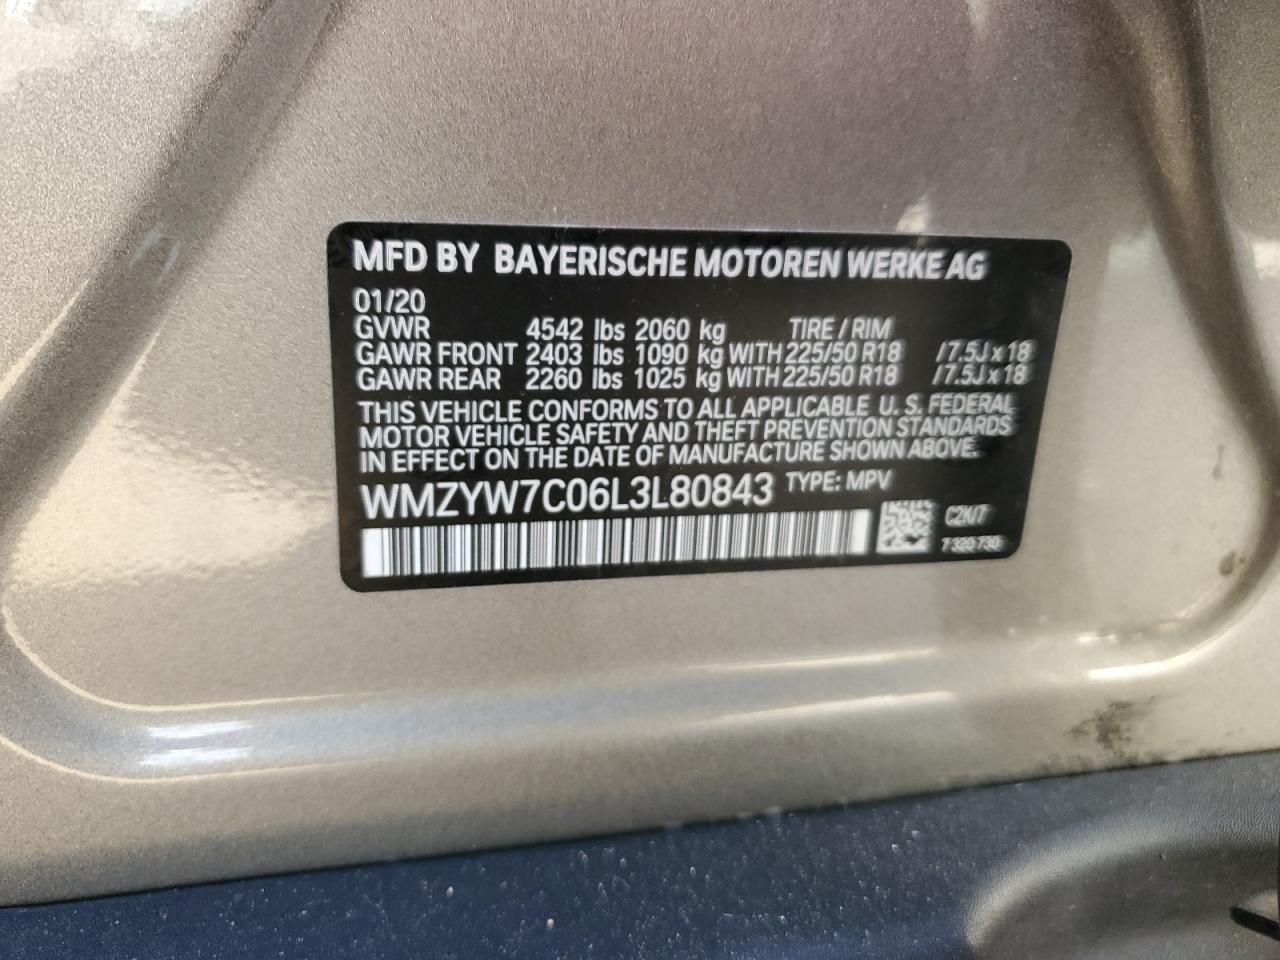 MFD BY BAYERISCHE MOTOREN WERKE AG
01/20
GVWR 4542 lbs 2060 kg TIRE / RIM
GAWR FRONT 2403 lbs 1090 kg WITH 225/50 R18 / 7.5J x 18
GAWR REAR 2260 lbs 1025 kg WITH 225/50 R18 / 7.5J x 18
THIS VEHICLE CONFORMS TO ALL APPLICABLE U. S. FEDERAL
MOTOR VEHICLE SAFETY AND THEFT PREVENTION STANDARDS
IN EFFECT ON THE DATE OF MANUFACTURE SHOWN ABOVE.
WMZYW7C06L3L80843 TYPE: MPV